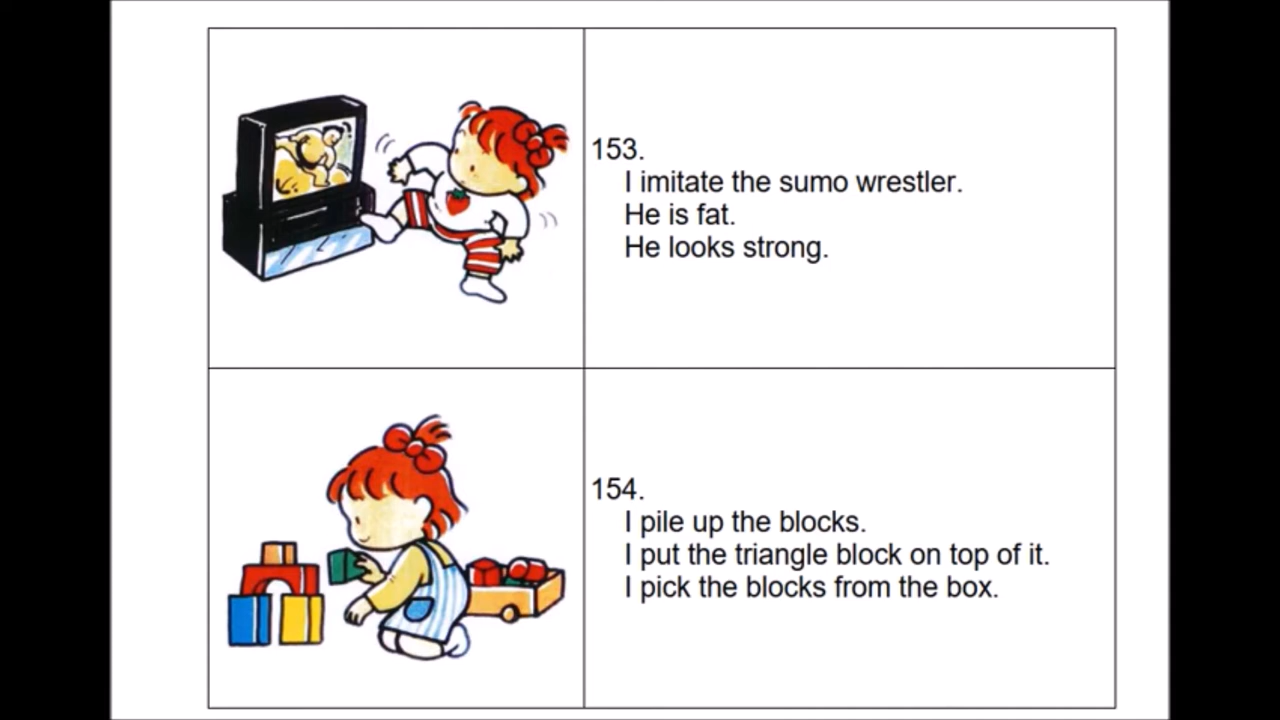 153.
I imitate the sumo wrestler.
He is fat.
He looks strong.
154.
I pile up the blocks.
I put the triangle block on top of it.
I pick the blocks from the box.